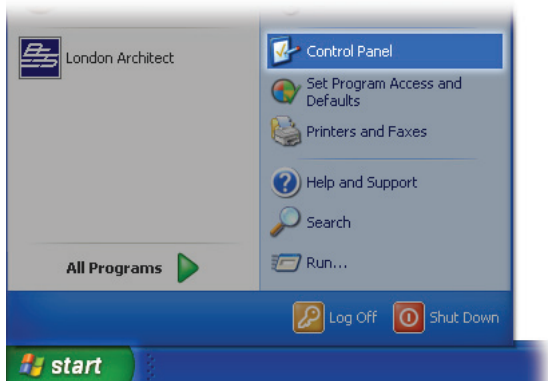 London Architect
All Programs
Control Panel
Set Program Access and
Defaults
Printers and Faxes
Help and Support
Search
Run...
Log Off
Shut Down
start